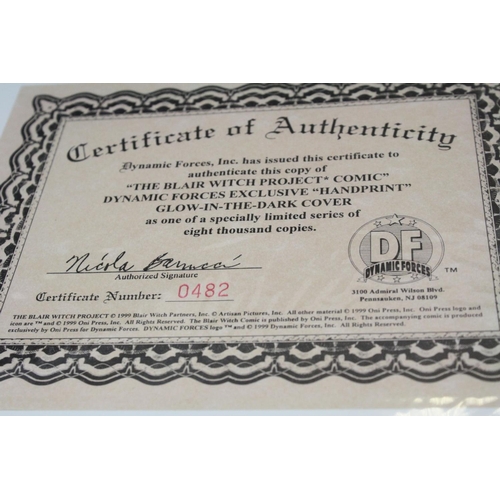 Certificate of Authenticity
Dynamic Forces, Inc. has issued this certificate to
authenticate this copy of
"THE BLAIR WITCH PROJECT* COMIC"
DYNAMIC FORCES EXCLUSIVE "HANDPRINT"
GLOW-IN-THE-DARK COVER
as one of a specially limited series of
eight thousand copies.
Nicola Barrucci
Authorized Signature
Certificate Number: 0482
DF
DYNAMIC FORCES
TM
3100 Admiral Wilson Blvd.
Pennsauken, NJ 08109
THE BLAIR WITCH PROJECT © 1999 Blair Witch Partners, Inc. © Artisan Pictures, Inc. All other material © 1999 Oni Press, Inc. Oni Press logo and
icon are ™ and © 1999 Oni Press, Inc. All Rights Reserved. The Blair Witch Comic is published by Oni Press, Inc. The accompanying comic is produced
exclusively by Oni Press for Dynamic Forces. DYNAMIC FORCES logo ™ and © 1999 Dynamic Forces, Inc. All Rights Reserved.